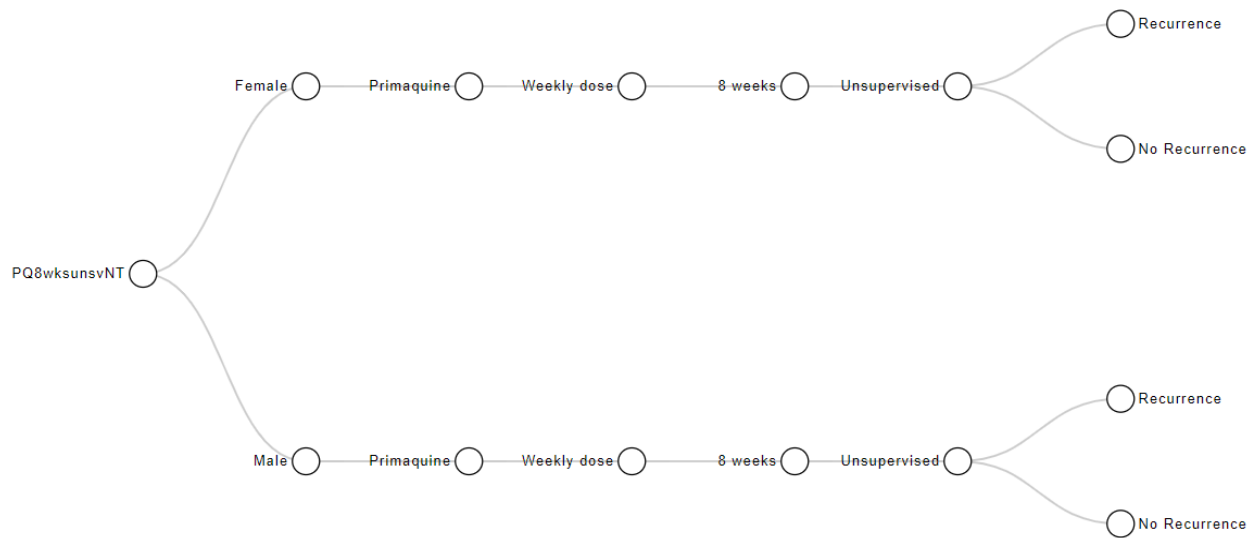 Recurrence
Female Primaquine Weekly dose 8 weeks Unsupervised
No Recurrence
PQ8wksunsvNT
Recurrence
Male Primaquine Weekly dose 8 weeks Unsupervised
No Recurrence